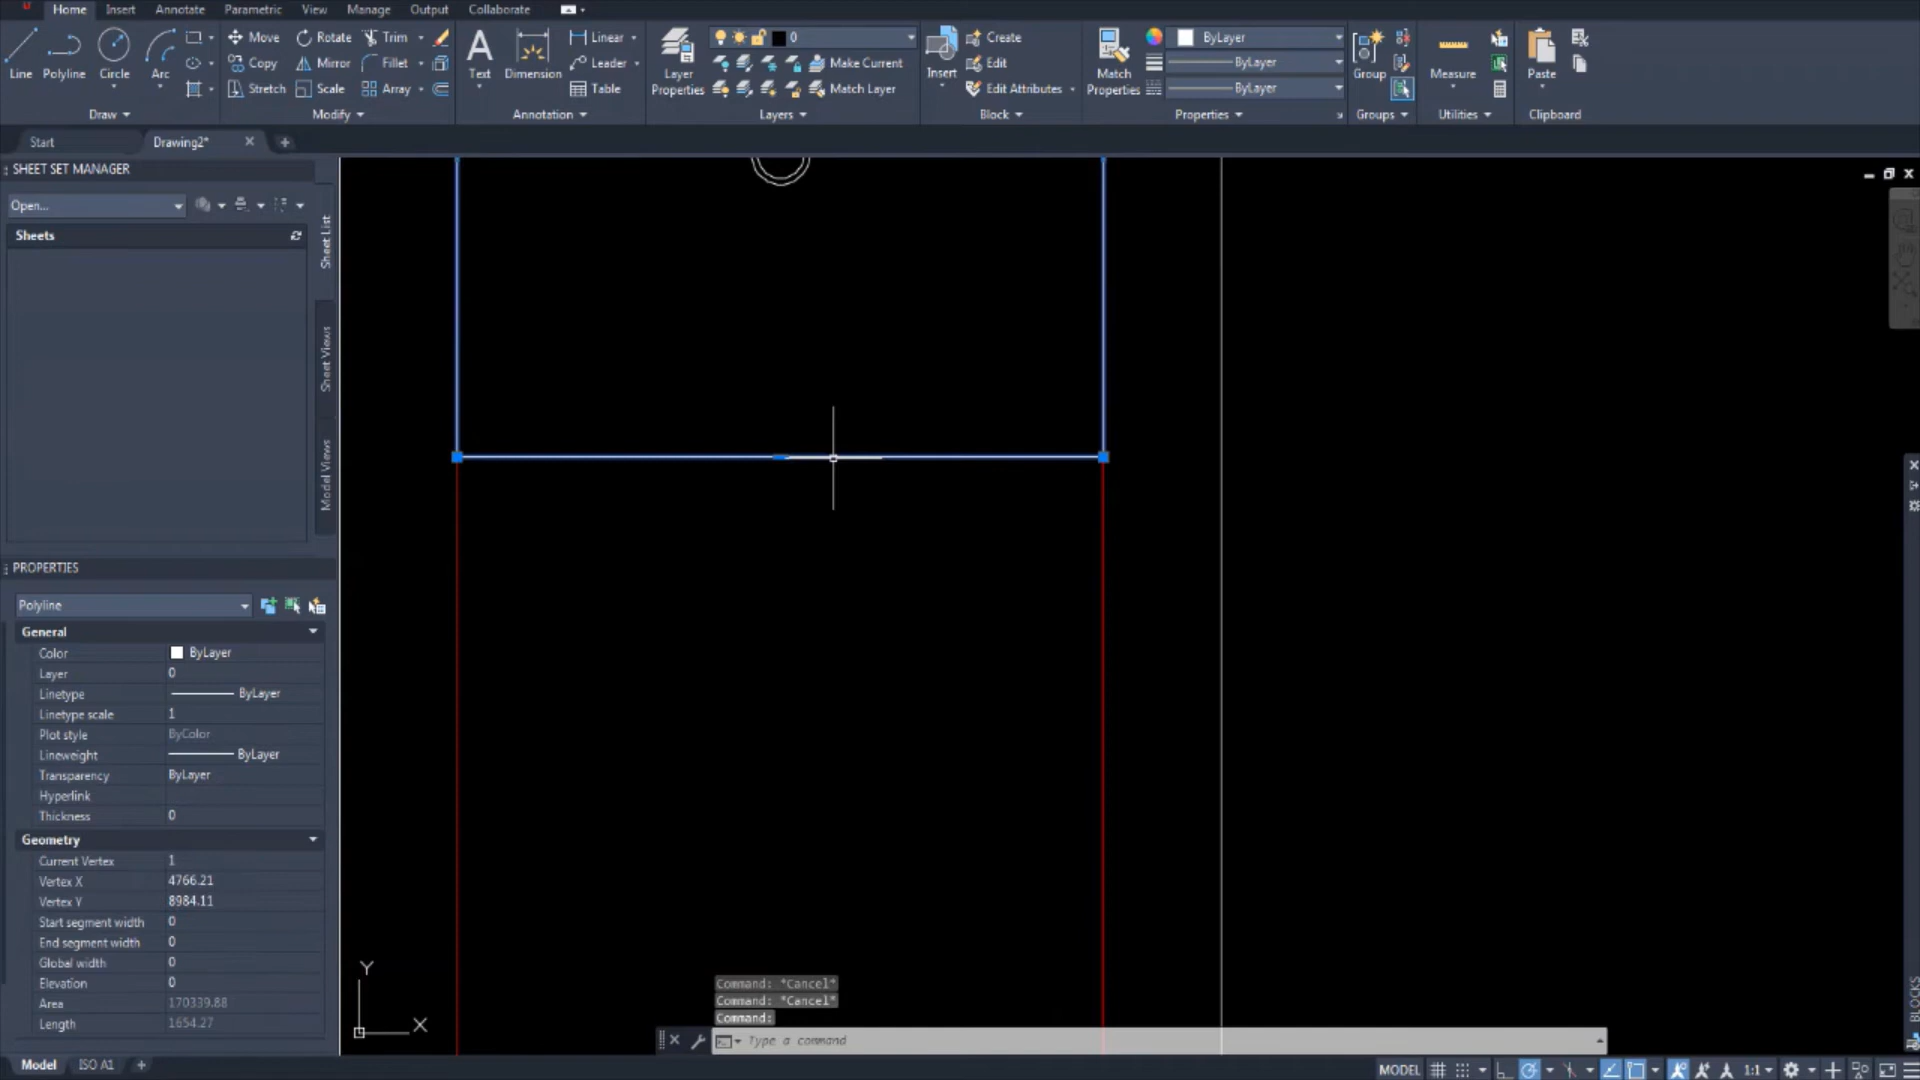 Home Insert Annotate Parametric View Manage Output Collaborate
Line Polyline Circle Arc
Move Rotate Trim
Copy Mirror Fillet
Stretch Scale Array
Text Dimension
Linear
Leader
Table
Layer Properties
0
Make Current
Match Layer
Insert
Create
Edit
Edit Attributes
Match Properties
ByLayer
ByLayer
ByLayer
Group
Measure
Paste
Draw Modify Annotation Layers Block Properties Groups Utilities Clipboard
Start Drawing2*
SHEET SET MANAGER
Open...
Sheets
Sheet List
Sheet Views
Model Views
PROPERTIES
Polyline
General
Color ByLayer
Layer 0
Linetype ByLayer
Linetype scale 1
Plot style ByColor
Lineweight ByLayer
Transparency ByLayer
Hyperlink
Thickness 0
Geometry
Current Vertex 1
Vertex X 4766.21
Vertex Y 8984.11
Start segment width 0
End segment width 0
Global width 0
Elevation 0
Area 170339.88
Length 1654.27
Y
X
Command: *Cancel*
Command: *Cancel*
Command:
Type a command
BLOCKS
Model ISO A1
MODEL 1:1